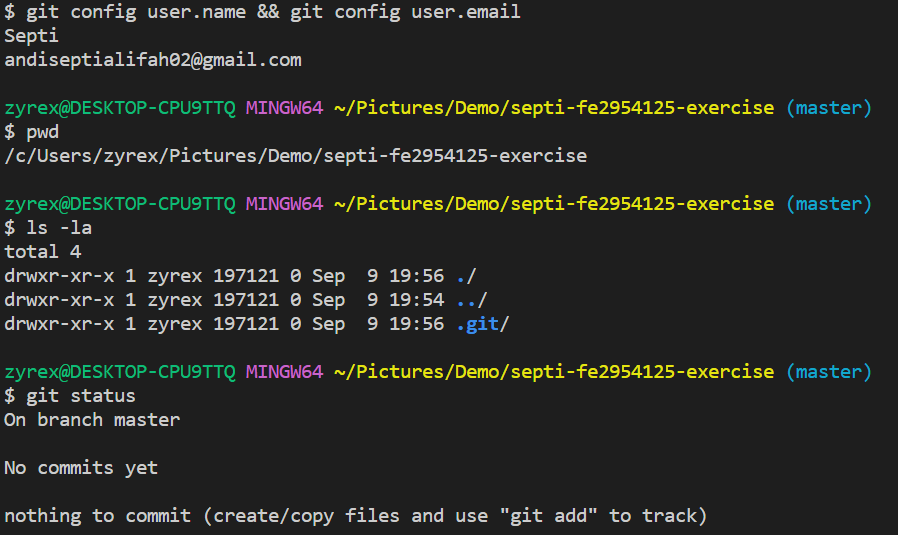 $ git config user.name && git config user.email
Septi
andiseptialifah02@gmail.com
zyrex@DESKTOP-CPU9TTQ MINGW64 ~/Pictures/Demo/septi-fe2954125-exercise (master)
$ pwd
/c/Users/zyrex/Pictures/Demo/septi-fe2954125-exercise
zyrex@DESKTOP-CPU9TTQ MINGW64 ~/Pictures/Demo/septi-fe2954125-exercise (master)
$ ls -la
total 4
drwxr-xr-x 1 zyrex 197121 0 Sep  9 19:56 ./
drwxr-xr-x 1 zyrex 197121 0 Sep  9 19:54 ../
drwxr-xr-x 1 zyrex 197121 0 Sep  9 19:56 .git/
zyrex@DESKTOP-CPU9TTQ MINGW64 ~/Pictures/Demo/septi-fe2954125-exercise (master)
$ git status
On branch master
No commits yet
nothing to commit (create/copy files and use "git add" to track)